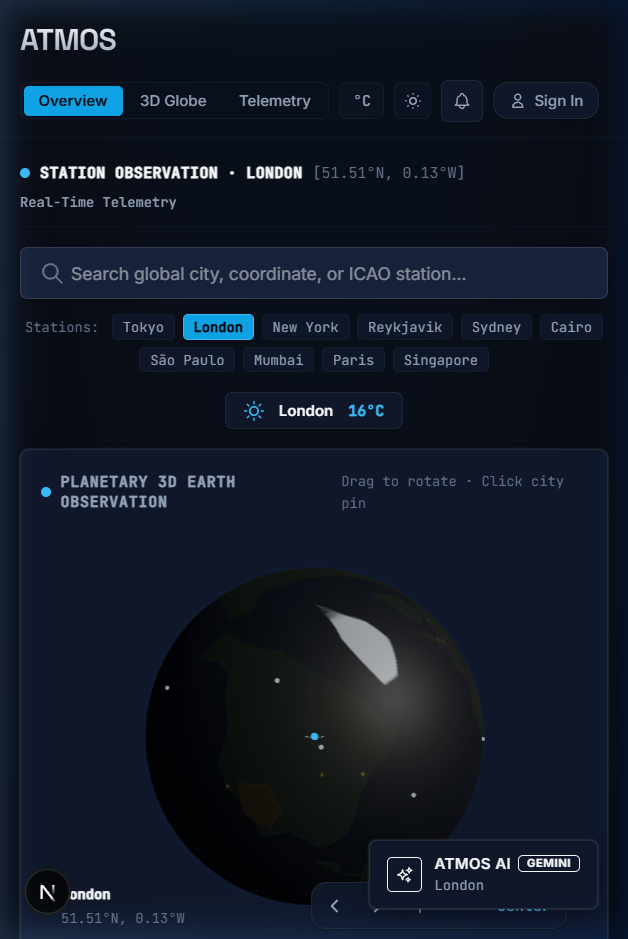 ATMOS
Overview 3D Globe Telemetry °C Sign In
STATION OBSERVATION · LONDON [51.51°N, 0.13°W]
Real-Time Telemetry
Search global city, coordinate, or ICAO station...
Stations: Tokyo London New York Reykjavik Sydney Cairo
São Paulo Mumbai Paris Singapore
London 16°C
PLANETARY 3D EARTH
OBSERVATION
Drag to rotate · Click city
pin
ATMOS AI GEMINI
London
N
ondon
51.51°N, 0.13°W